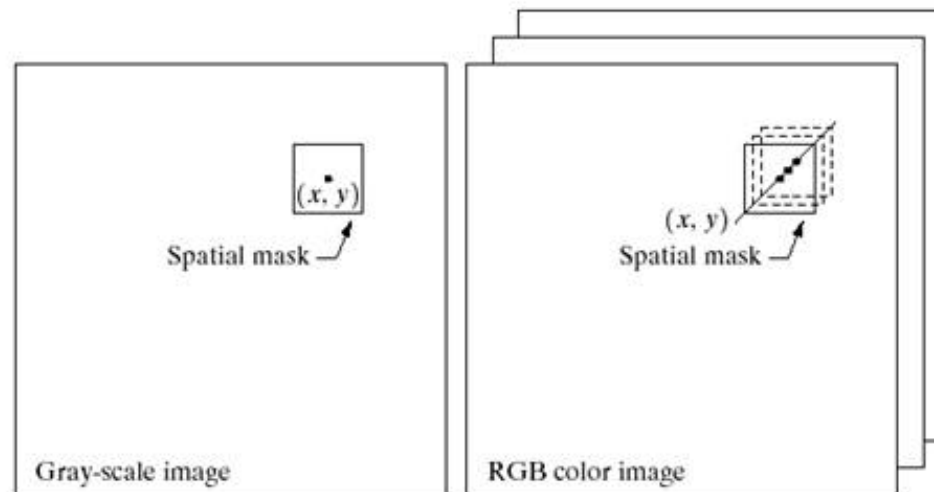 (x, y)
Spatial mask
Gray-scale image
(x, y)
Spatial mask
RGB color image